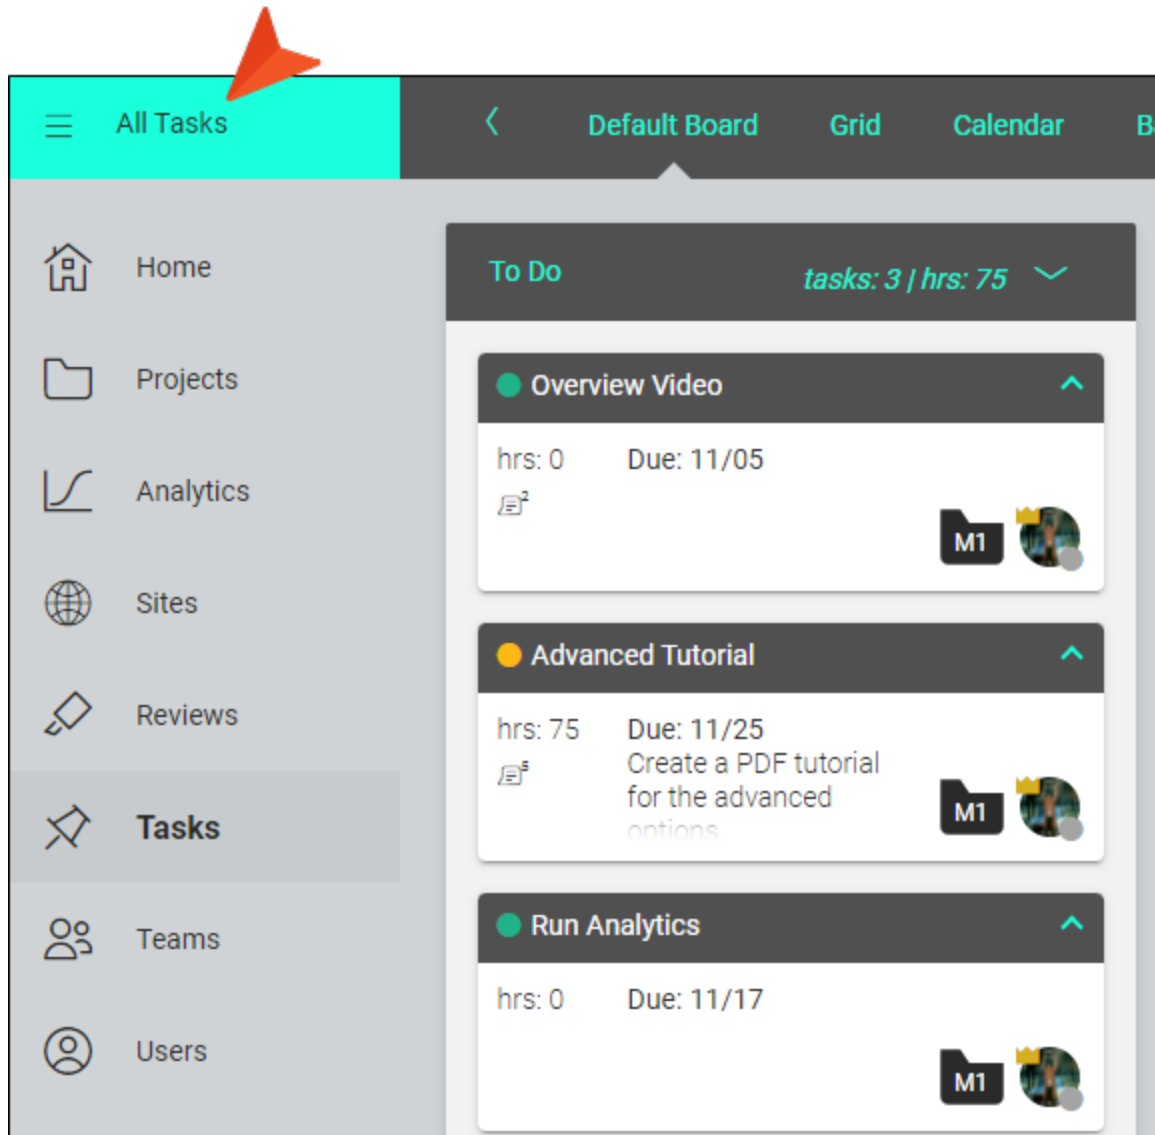 All Tasks
Default Board
Grid
Calendar
Home
Projects
Analytics
Sites
Reviews
Tasks
Teams
Users
To Do
tasks: 3 | hrs: 75
Overview Video
hrs: 0
Due: 11/05
2
M1
Advanced Tutorial
hrs: 75
Due: 11/25
Create a PDF tutorial
for the advanced
options
5
M1
Run Analytics
hrs: 0
Due: 11/17
M1